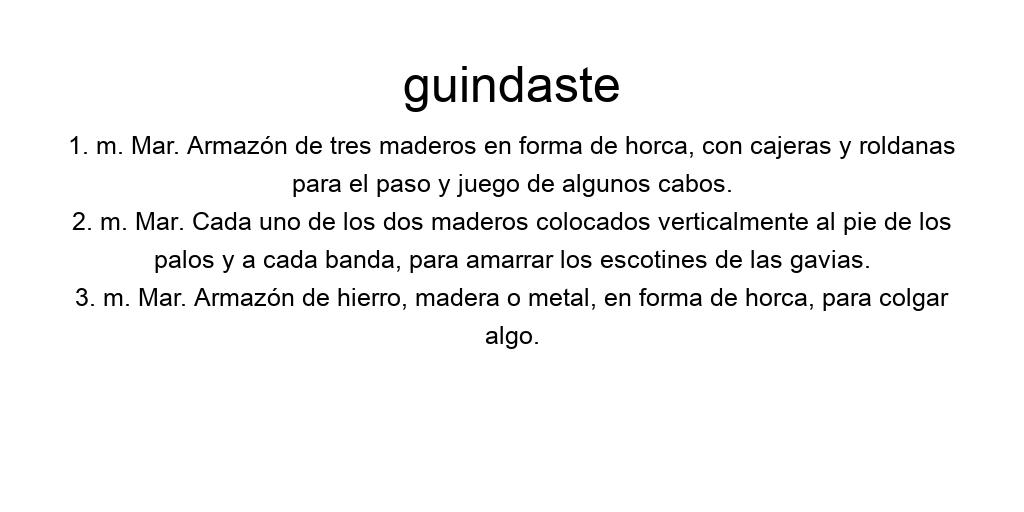 guindaste
1. m. Mar. Armazón de tres maderos en forma de horca, con cajeras y roldanas
para el paso y juego de algunos cabos.
2. m. Mar. Cada uno de los dos maderos colocados verticalmente al pie de los
palos y a cada banda, para amarrar los escotines de las gavias.
3. m. Mar. Armazón de hierro, madera o metal, en forma de horca, para colgar
algo.